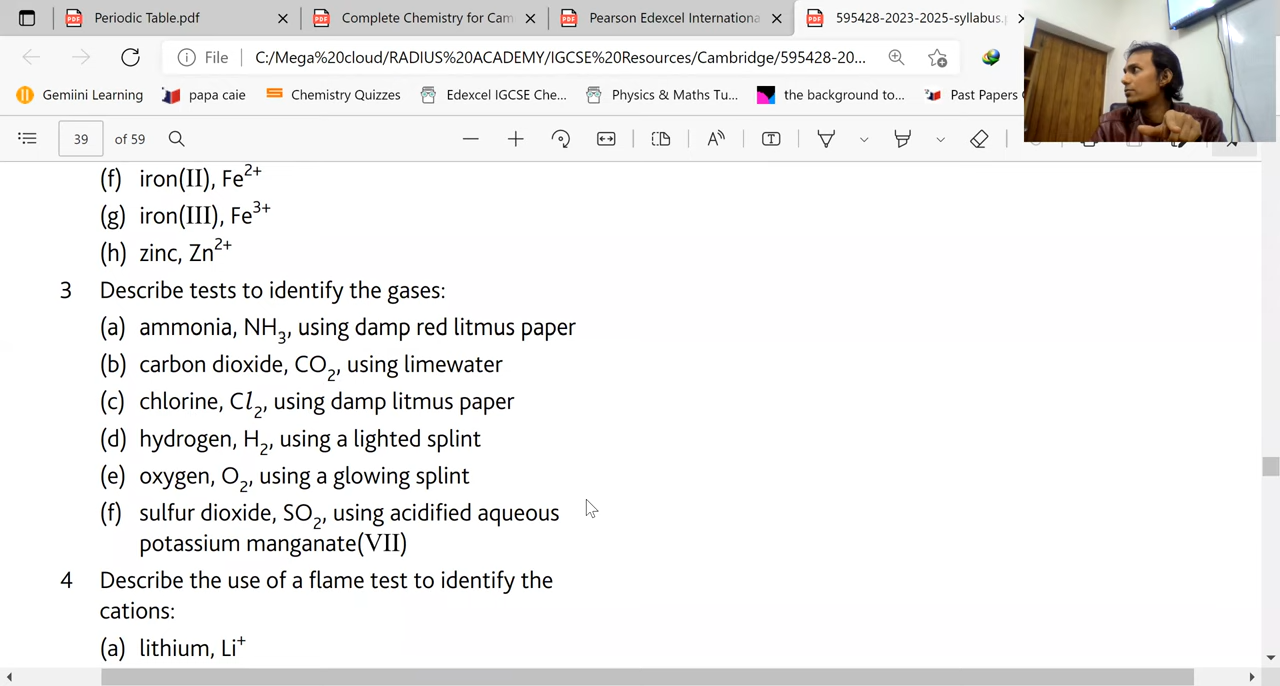 Periodic Table.pdf
Complete Chemistry for Cam
Pearson Edexcel Internationa
595428-2023-2025-syllabus.
File
C:/Mega%20cloud/RADIUS%20ACADEMY/IGCSE%20Resources/Cambridge/595428-20...
Gemiini Learning
papa caie
Chemistry Quizzes
Edexcel IGCSE Che...
Physics & Maths Tu...
the background to...
Past Papers
39 of 59
(f) iron(II), Fe²⁺
(g) iron(III), Fe³⁺
(h) zinc, Zn²⁺
3 Describe tests to identify the gases:
(a) ammonia, NH₃, using damp red litmus paper
(b) carbon dioxide, CO₂, using limewater
(c) chlorine, Cl₂, using damp litmus paper
(d) hydrogen, H₂, using a lighted splint
(e) oxygen, O₂, using a glowing splint
(f) sulfur dioxide, SO₂, using acidified aqueous
potassium manganate(VII)
4 Describe the use of a flame test to identify the
cations:
(a) lithium, Li⁺